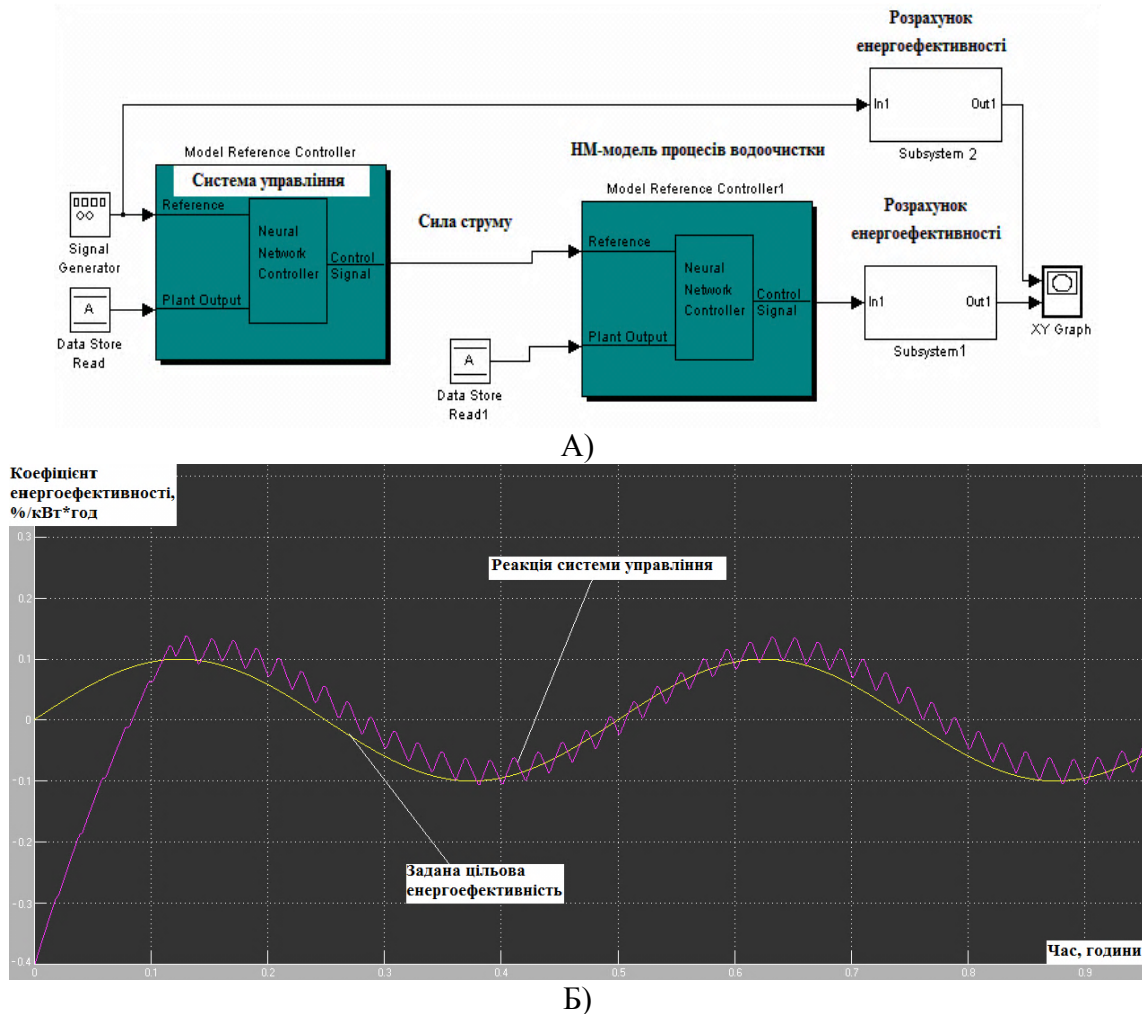 Розрахунок
енергоефективності
In1
Out1
Subsystem 2
Model Reference Controller
Система управління
НМ-модель процесів водоочистки
Model Reference Controller1
Reference
Neural
Network
Controller
Control
Signal
Plant Output
Signal
Generator
A
Data Store
Read
Сила струму
Reference
Neural
Network
Controller
Control
Signal
Plant Output
A
Data Store
Read1
Розрахунок
енергоефективності
In1
Out1
Subsystem1
XY Graph
А)
Коефіцієнт
енергоефективності,
%/кВт*год
0.3
0.2
0.1
0
-0.1
-0.2
-0.3
-0.4
Реакція системи управління
Задана цільова
енергоефективність
Час, години
0
0.1
0.2
0.3
0.4
0.5
0.6
0.7
0.8
0.9
Б)